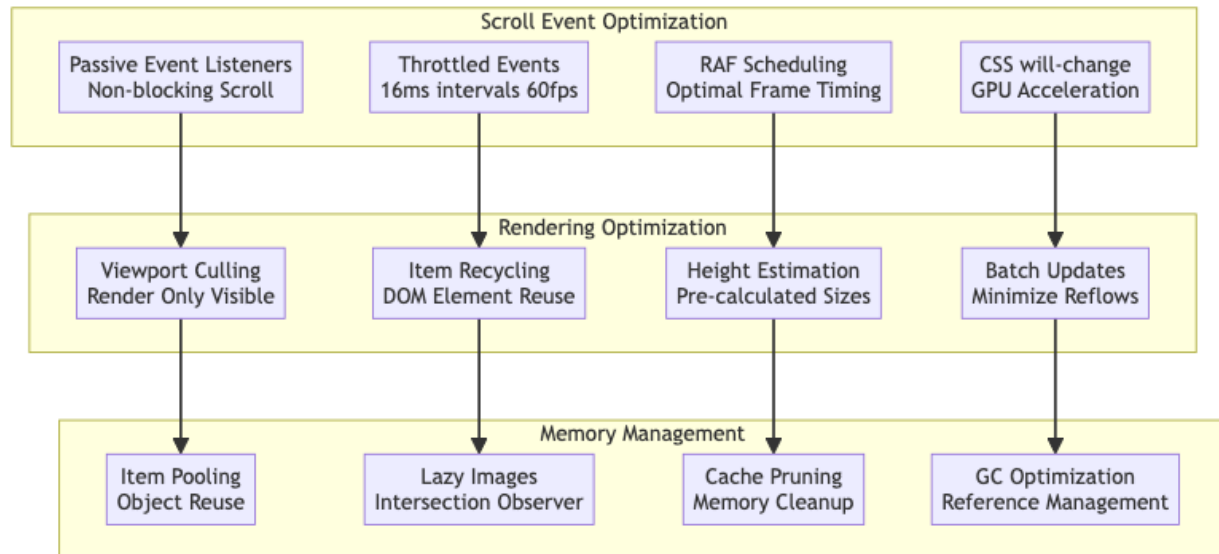 Scroll Event Optimization
Passive Event Listeners
Non-blocking Scroll
Throttled Events
16ms intervals 60fps
RAF Scheduling
Optimal Frame Timing
CSS will-change
GPU Acceleration
Rendering Optimization
Viewport Culling
Render Only Visible
Item Recycling
DOM Element Reuse
Height Estimation
Pre-calculated Sizes
Batch Updates
Minimize Reflows
Memory Management
Item Pooling
Object Reuse
Lazy Images
Intersection Observer
Cache Pruning
Memory Cleanup
GC Optimization
Reference Management